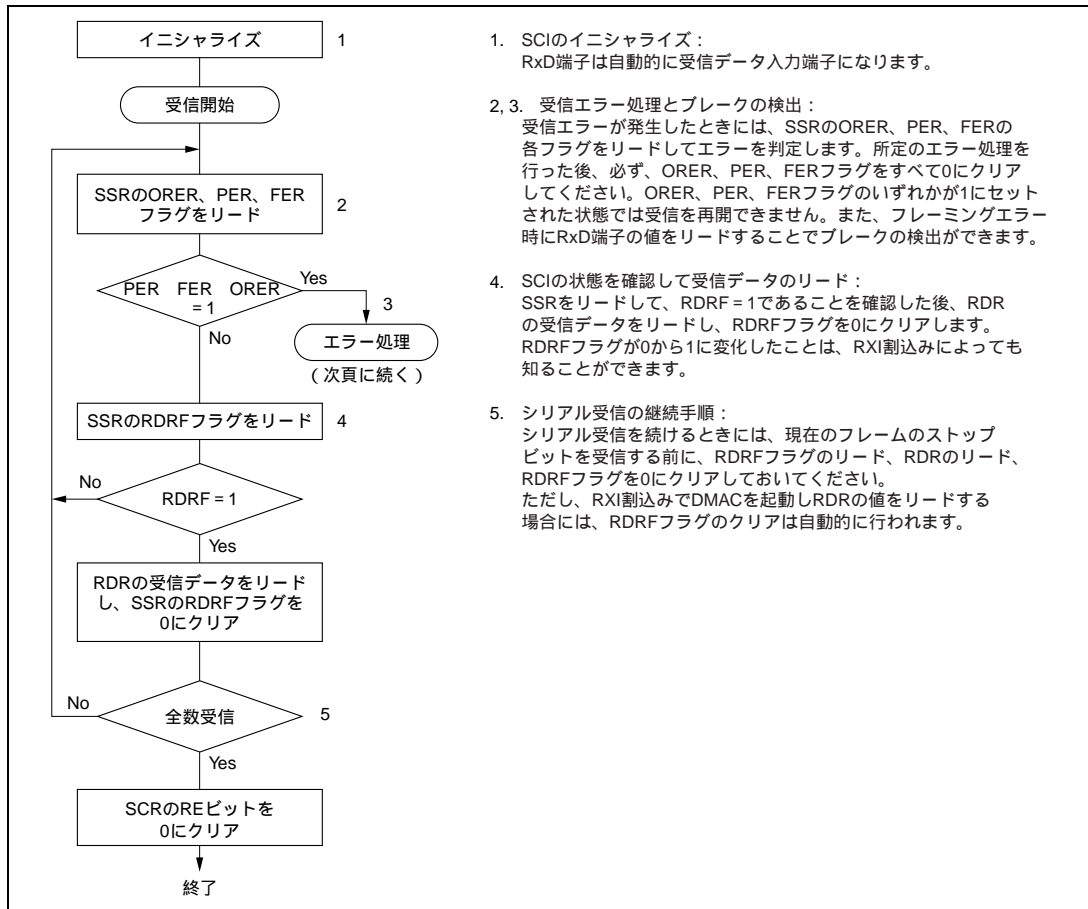 イニシャライズ 1
受信開始
SSRのORER、PER、FER
フラグをリード 2
PER FER ORER
= 1
Yes
No
3
エラー処理
（次頁に続く）
SSRのRDRFフラグをリード 4
RDRF = 1
No
Yes
RDRの受信データをリード
し、SSRのRDRFフラグを
0にクリア
全数受信 5
No
Yes
SCRのREビットを
0にクリア
終了
1. SCIのイニシャライズ：
RxD端子は自動的に受信データ入力端子になります。
2, 3. 受信エラー処理とブレークの検出：
受信エラーが発生したときには、SSRのORER、PER、FERの
各フラグをリードしてエラーを判定します。所定のエラー処理を
行った後、必ず、ORER、PER、FERフラグをすべて0にクリア
してください。ORER、PER、FERフラグのいずれかが1にセット
された状態では受信を再開できません。また、フレーミングエラー
時にRxD端子の値をリードすることでブレークの検出ができます。
4. SCIの状態を確認して受信データのリード：
SSRをリードして、RDRF = 1であることを確認した後、RDR
の受信データをリードし、RDRFフラグを0にクリアします。
RDRFフラグが0から1に変化したことは、RXI割込みによっても
知ることができます。
5. シリアル受信の継続手順：
シリアル受信を続けるときには、現在のフレームのストップ
ビットを受信する前に、RDRFフラグのリード、RDRのリード、
RDRFフラグを0にクリアしておいてください。
ただし、RXI割込みでDMACを起動しRDRの値をリードする
場合には、RDRFフラグのクリアは自動的に行われます。